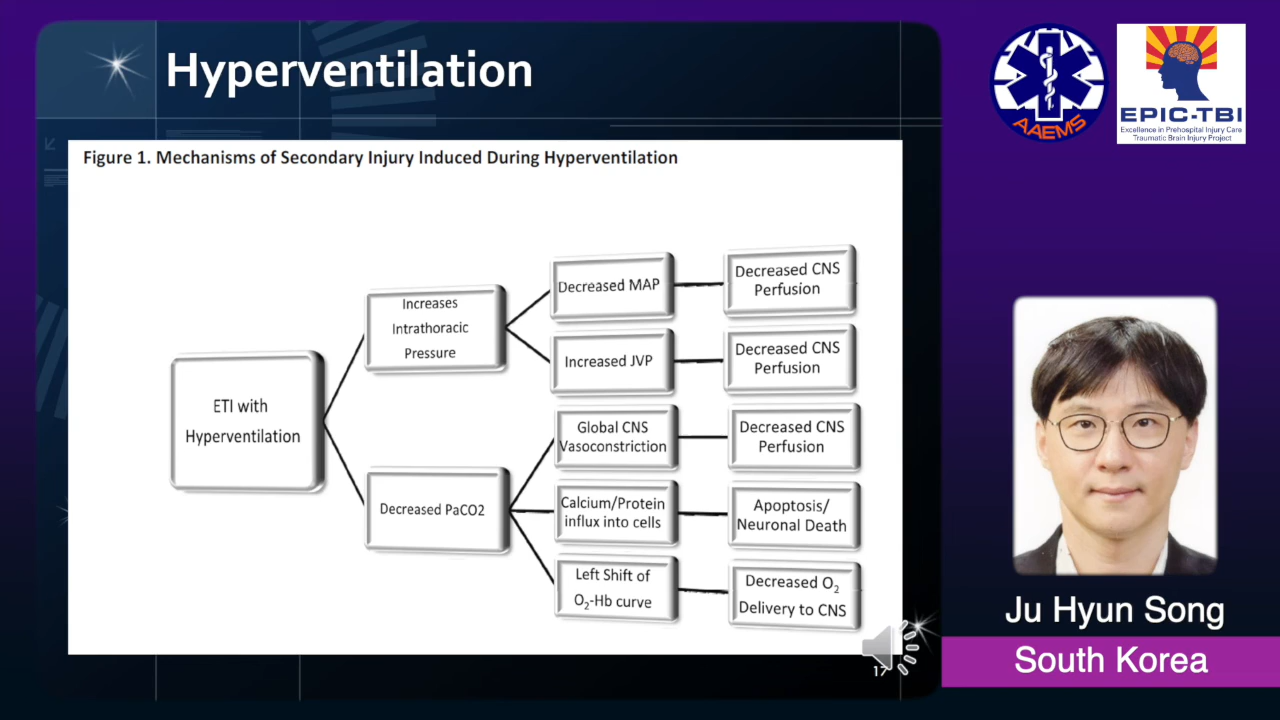 Hyperventilation
Figure 1. Mechanisms of Secondary Injury Induced During Hyperventilation
ETI with
Hyperventilation
Increases
Intrathoracic
Pressure
Decreased PaCO2
Decreased MAP
Increased JVP
Global CNS
Vasoconstriction
Calcium/Protein
influx into cells
Left Shift of
O₂-Hb curve
Decreased CNS
Perfusion
Decreased CNS
Perfusion
Decreased CNS
Perfusion
Apoptosis/
Neuronal Death
Decreased O₂
Delivery to CNS
17
AAEMS
EPIC-TBI
Excellence in Prehospital Injury Care
Traumatic Brain Injury Project
Ju Hyun Song
South Korea